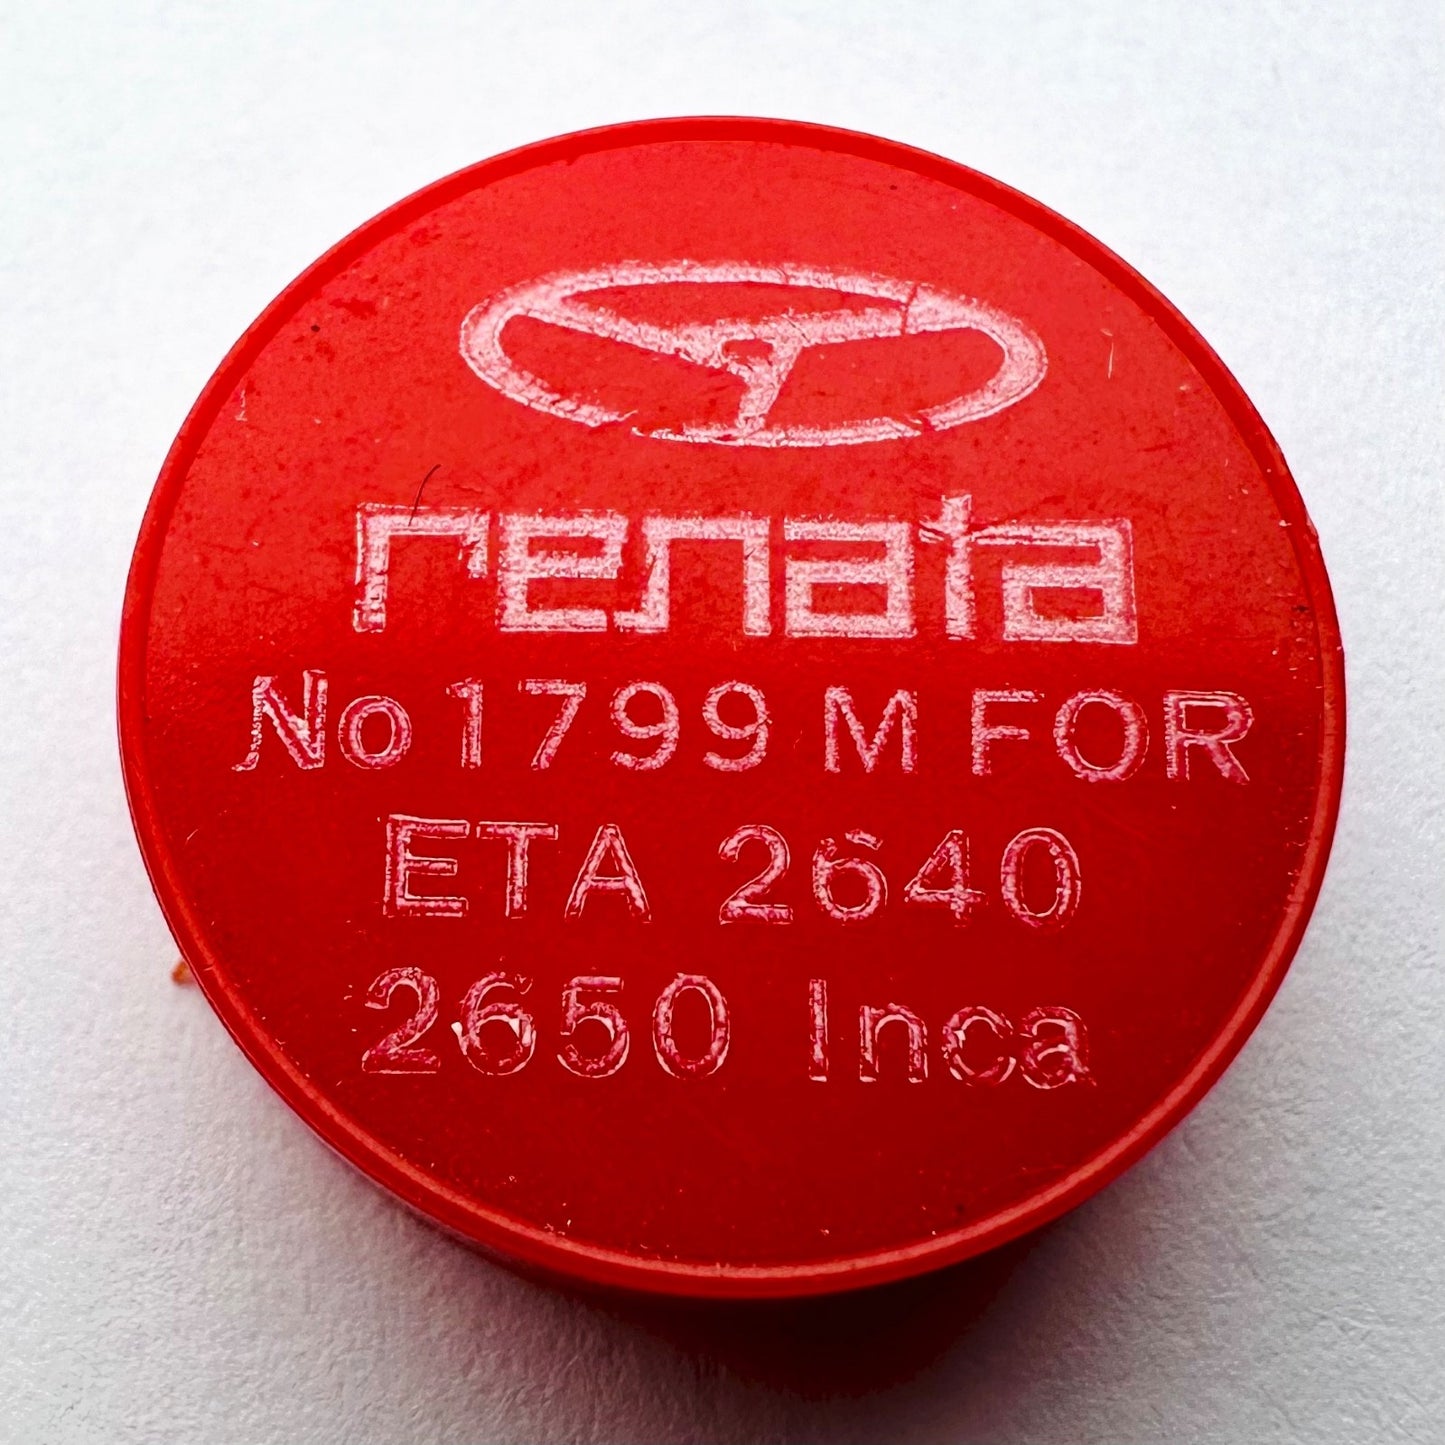 renata
No 1799 M FOR
ETA 2640
2650 Inca